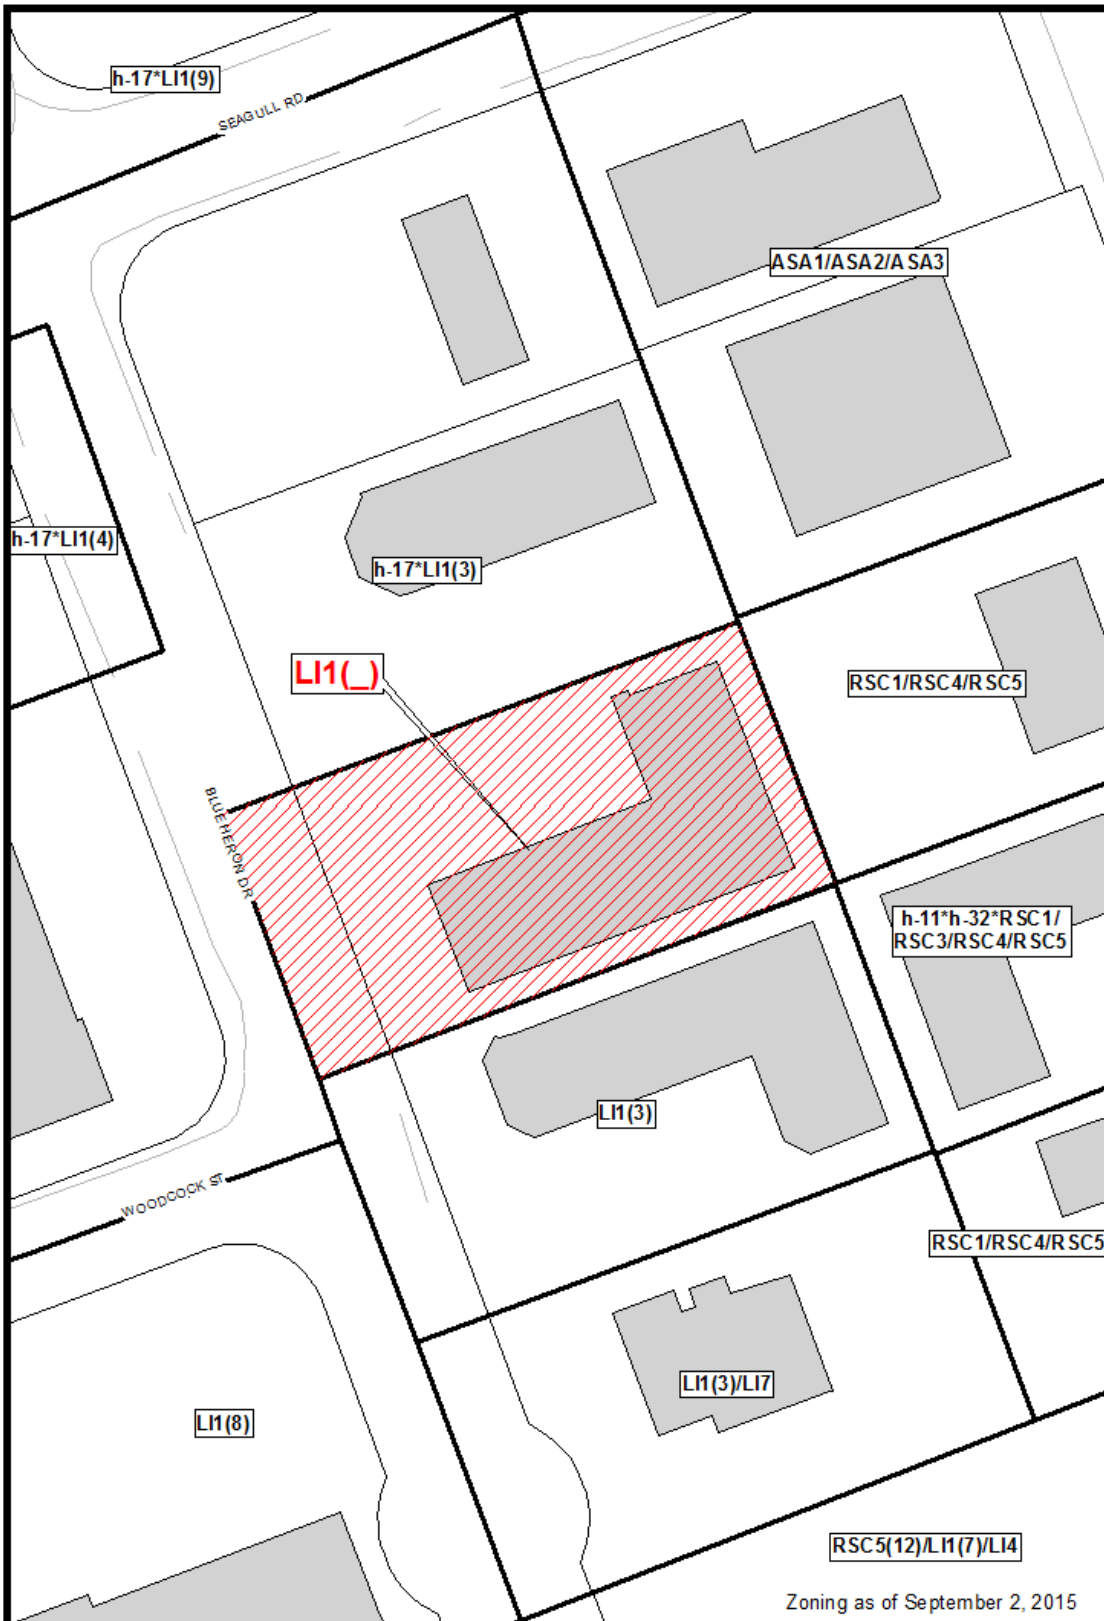 h-17*LI1(9)
SEAGULL RD
ASA1/ASA2/ASA3
h-17*LI1(4)
h-17*LI1(3)
LI1(_)
RSC1/RSC4/RSC5
BLUEHERON DR
h-11*h-32*RSC1/
RSC3/RSC4/RSC5
LI1(3)
WOODCOCK ST
RSC1/RSC4/RSC5
LI1(3)/LI7
LI1(8)
RSC5(12)/LI1(7)/LI4
Zoning as of September 2, 2015